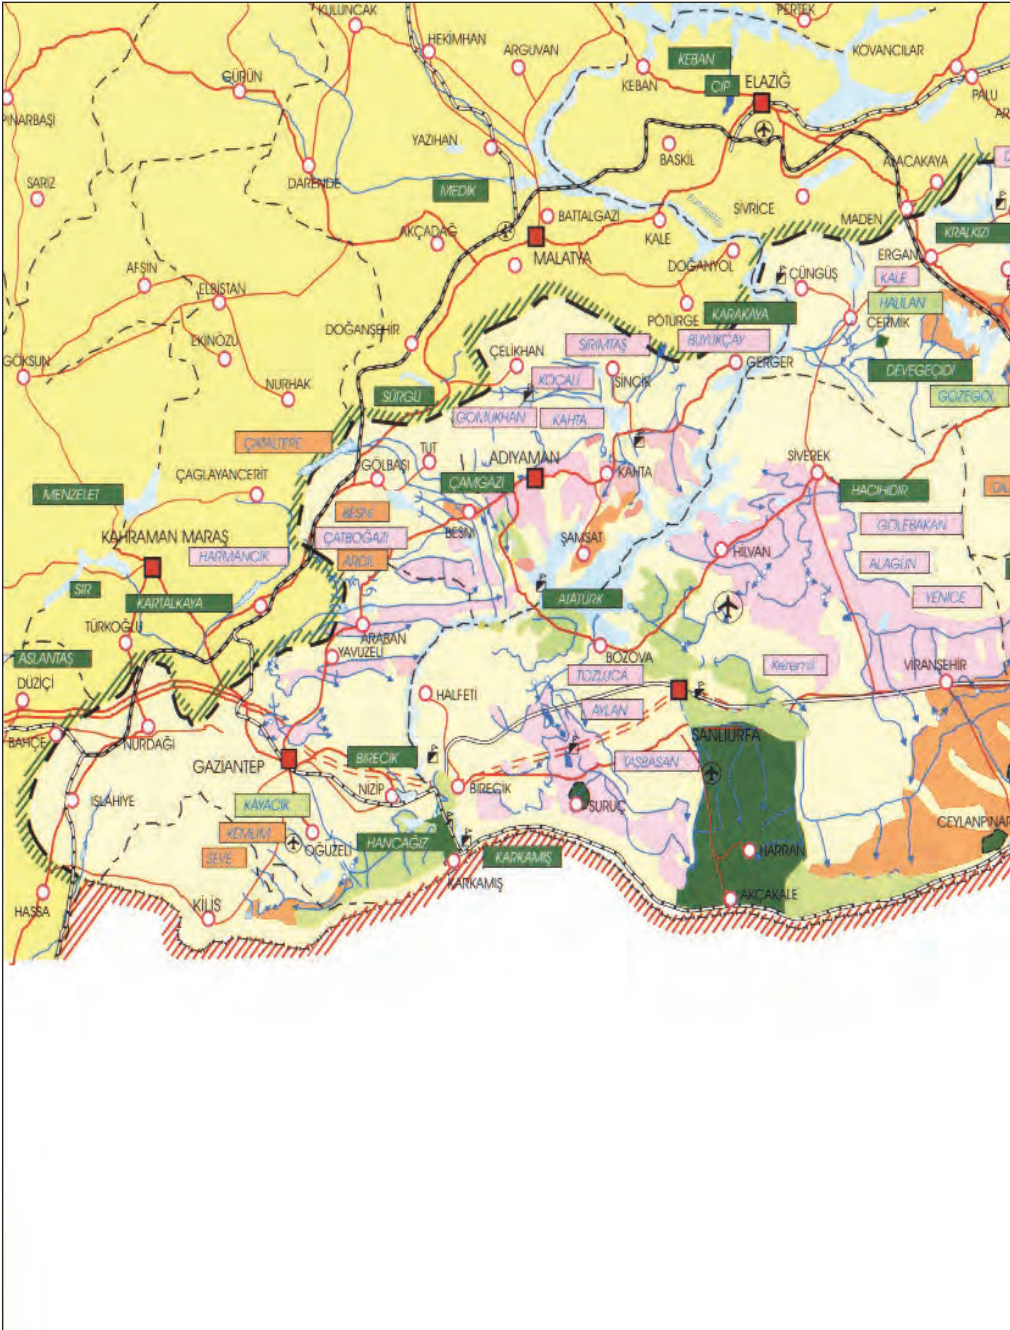 KULUNCAK
PERTEK
HEKİMHAN
ARGUVAN
KEBAN
KOVANCILAR
GÜRÜN
KEBAN
ÇIP
ELAZIĞ
PALU
PINARBAŞI
YAZIHAN
BASKİL
ALACAKAYA
SARIZ
DARENDE
MEDİK
SİVRİCE
BATTALGAZİ
MADEN
AKÇADAĞ
KALE
KRALKIZI
MALATYA
DOĞANYOL
ERGANİ
AFŞİN
ÇÜNGÜŞ
KALE
ELBİSTAN
HALİLAN
PÖTÜRGE
KARAKAYA
ÇERMİK
DOĞANŞEHİR
EKİNÖZÜ
SIRIMTAŞ
BÜYÜKÇAY
GÖKSUN
ÇELİKHAN
GERGER
NURHAK
KOÇALİ
SİNCİK
DEVEGEÇİDİ
SÜRGÜ
GÖZEGÖL
GÖMÜKHAN
KAHTA
ÇATALTEPE
TUT
GÖLBAŞI
ADIYAMAN
SİVEREK
ÇAĞLAYANCERİT
KAHTA
MENZELET
ÇAMGAZİ
HACIHIDIR
BESNİ
BESNİ
GÖLEBAKAN
KAHRAMAN MARAŞ
ÇATBOĞAZI
ŞAMSAT
HİLVAN
HARMANCIK
ARDIL
ALAGÜN
SIR
KARTALKAYA
ATATÜRK
YENİCE
TÜRKOĞLU
ARABAN
ASLANTAŞ
YAVUZELİ
BOZOVA
DÜZİÇİ
HALFETİ
TOZLUCA
Keremli
VİRANŞEHİR
AYLAN
BAHÇE
NURDAĞI
ŞANLIURFA
GAZİANTEP
BİRECİK
TAŞBASAN
NİZİP
BİRECİK
İSLAHİYE
KAYACIK
SURUÇ
KEMLİM
OĞUZELİ
HANCAĞIZ
CEYLANPINAR
SEVE
KARKAMIŞ
HARRAN
KARKAMIŞ
HASSA
KİLİS
AKÇAKALE